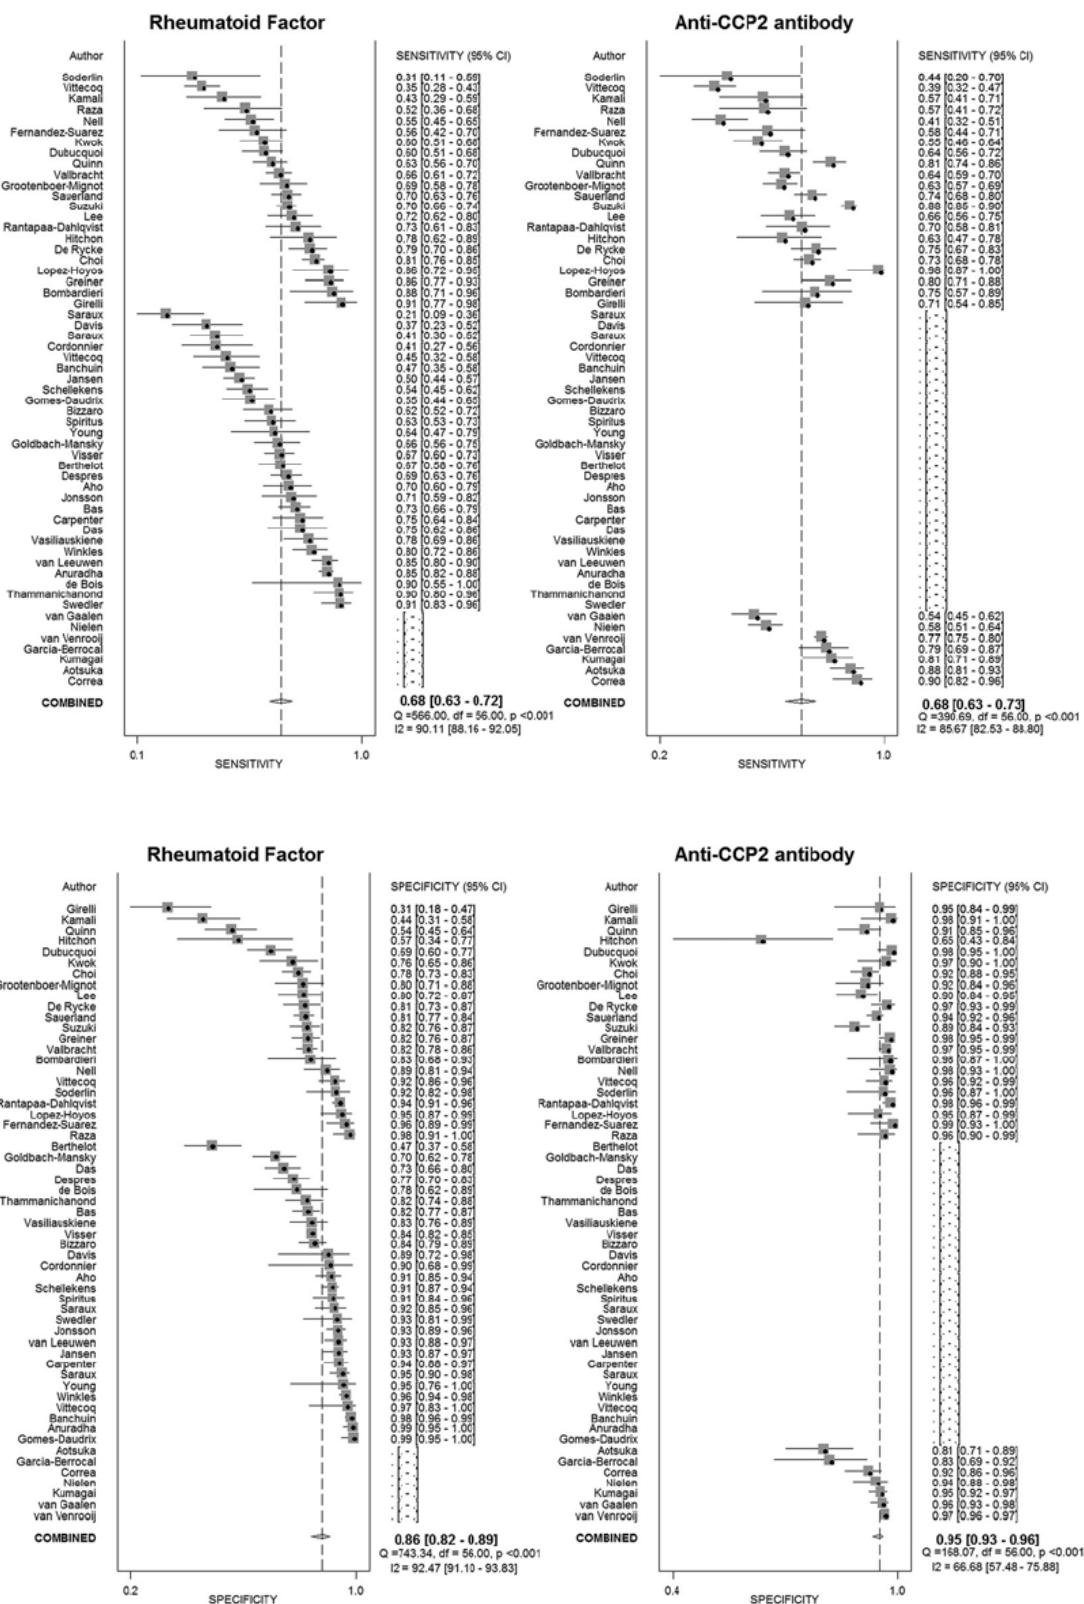 Rheumatoid Factor
Author SENSITIVITY (95% CI)
Soderlin 0.31 [0.11 - 0.59]
Vittecoq 0.35 [0.28 - 0.43]
Kamali 0.43 [0.29 - 0.59]
Raza 0.52 [0.36 - 0.68]
Nell 0.55 [0.45 - 0.65]
Fernandez-Suarez 0.56 [0.42 - 0.70]
Kwok 0.60 [0.51 - 0.68]
Dubucquoi 0.60 [0.51 - 0.68]
Quinn 0.63 [0.56 - 0.70]
Vallbracht 0.66 [0.61 - 0.72]
Grootenboer-Mignot 0.69 [0.58 - 0.78]
Sauerland 0.70 [0.63 - 0.76]
Suzuki 0.70 [0.66 - 0.74]
Lee 0.72 [0.62 - 0.80]
Rantapaa-Dahlqvist 0.73 [0.61 - 0.83]
Hitchon 0.78 [0.62 - 0.89]
De Rycke 0.79 [0.70 - 0.86]
Choi 0.81 [0.76 - 0.85]
Lopez-Hoyos 0.86 [0.72 - 0.95]
Greiner 0.86 [0.77 - 0.93]
Bombardieri 0.88 [0.71 - 0.96]
Girelli 0.91 [0.77 - 0.98]
Saraux 0.21 [0.09 - 0.36]
Davis 0.37 [0.23 - 0.52]
Saraux 0.41 [0.30 - 0.52]
Cordonnier 0.41 [0.27 - 0.56]
Vittecoq 0.45 [0.32 - 0.58]
Banchuin 0.47 [0.35 - 0.58]
Jansen 0.50 [0.44 - 0.57]
Schellekens 0.54 [0.45 - 0.62]
Gomes-Daudrix 0.55 [0.44 - 0.65]
Bizzaro 0.62 [0.52 - 0.72]
Spiritus 0.63 [0.53 - 0.73]
Young 0.64 [0.47 - 0.79]
Goldbach-Mansky 0.66 [0.56 - 0.75]
Visser 0.67 [0.60 - 0.73]
Berthelot 0.67 [0.58 - 0.76]
Despres 0.69 [0.63 - 0.76]
Aho 0.70 [0.60 - 0.79]
Jonsson 0.71 [0.59 - 0.82]
Bas 0.73 [0.66 - 0.79]
Carpenter 0.75 [0.64 - 0.84]
Das 0.75 [0.62 - 0.86]
Vasiliauskiene 0.78 [0.69 - 0.86]
Winkles 0.80 [0.72 - 0.86]
van Leeuwen 0.85 [0.80 - 0.90]
Anuradha 0.85 [0.82 - 0.88]
de Bois 0.90 [0.55 - 1.00]
Thammanichanond 0.90 [0.80 - 0.96]
Swedler 0.91 [0.83 - 0.96]
van Gaalen
Nielen
van Venrooij
Garcia-Berrocal
Kumagai
Aotsuka
Correa
COMBINED 0.68 [0.63 - 0.72]
Q =566.00, df = 56.00, p <0.001
I2 = 90.11 [88.16 - 92.05]
0.1 1.0
SENSITIVITY
Anti-CCP2 antibody
Author SENSITIVITY (95% CI)
Soderlin 0.44 [0.20 - 0.70]
Vittecoq 0.39 [0.32 - 0.47]
Kamali 0.57 [0.41 - 0.71]
Raza 0.57 [0.41 - 0.72]
Nell 0.41 [0.32 - 0.51]
Fernandez-Suarez 0.58 [0.44 - 0.71]
Kwok 0.55 [0.46 - 0.64]
Dubucquoi 0.64 [0.56 - 0.72]
Quinn 0.81 [0.74 - 0.86]
Vallbracht 0.64 [0.59 - 0.70]
Grootenboer-Mignot 0.63 [0.57 - 0.69]
Sauerland 0.74 [0.68 - 0.80]
Suzuki 0.88 [0.85 - 0.90]
Lee 0.66 [0.56 - 0.75]
Rantapaa-Dahlqvist 0.70 [0.58 - 0.81]
Hitchon 0.63 [0.47 - 0.78]
De Rycke 0.75 [0.67 - 0.83]
Choi 0.73 [0.68 - 0.78]
Lopez-Hoyos 0.98 [0.87 - 1.00]
Greiner 0.80 [0.71 - 0.88]
Bombardieri 0.75 [0.57 - 0.89]
Girelli 0.71 [0.54 - 0.85]
Saraux
Davis
Saraux
Cordonnier
Vittecoq
Banchuin
Jansen
Schellekens
Gomes-Daudrix
Bizzaro
Spiritus
Young
Goldbach-Mansky
Visser
Berthelot
Despres
Aho
Jonsson
Bas
Carpenter
Das
Vasiliauskiene
Winkles
van Leeuwen
Anuradha
de Bois
Thammanichanond
Swedler
van Gaalen 0.54 [0.45 - 0.62]
Nielen 0.58 [0.51 - 0.64]
van Venrooij 0.77 [0.75 - 0.80]
Garcia-Berrocal 0.79 [0.69 - 0.87]
Kumagai 0.81 [0.71 - 0.89]
Aotsuka 0.88 [0.81 - 0.93]
Correa 0.90 [0.82 - 0.96]
COMBINED 0.68 [0.63 - 0.73]
Q =390.69, df = 56.00, p <0.001
I2 = 85.67 [82.53 - 88.80]
0.2 1.0
SENSITIVITY
Rheumatoid Factor
Author SPECIFICITY (95% CI)
Girelli 0.31 [0.18 - 0.47]
Kamali 0.44 [0.31 - 0.58]
Quinn 0.54 [0.45 - 0.64]
Hitchon 0.57 [0.34 - 0.77]
Dubucquoi 0.69 [0.60 - 0.77]
Kwok 0.76 [0.65 - 0.86]
Choi 0.78 [0.73 - 0.83]
Grootenboer-Mignot 0.80 [0.71 - 0.88]
Lee 0.80 [0.72 - 0.87]
De Rycke 0.81 [0.73 - 0.87]
Sauerland 0.81 [0.77 - 0.84]
Suzuki 0.82 [0.76 - 0.87]
Greiner 0.82 [0.76 - 0.87]
Vallbracht 0.82 [0.78 - 0.86]
Bombardieri 0.83 [0.68 - 0.93]
Nell 0.89 [0.81 - 0.94]
Vittecoq 0.92 [0.86 - 0.96]
Soderlin 0.92 [0.82 - 0.98]
Rantapaa-Dahlqvist 0.94 [0.91 - 0.96]
Lopez-Hoyos 0.95 [0.87 - 0.99]
Fernandez-Suarez 0.96 [0.89 - 0.99]
Raza 0.98 [0.91 - 1.00]
Berthelot 0.47 [0.37 - 0.58]
Goldbach-Mansky 0.70 [0.62 - 0.78]
Das 0.73 [0.66 - 0.80]
Despres 0.77 [0.70 - 0.83]
de Bois 0.78 [0.62 - 0.89]
Thammanichanond 0.82 [0.74 - 0.88]
Bas 0.82 [0.77 - 0.87]
Vasiliauskiene 0.83 [0.76 - 0.89]
Visser 0.84 [0.82 - 0.85]
Bizzaro 0.84 [0.79 - 0.89]
Davis 0.89 [0.72 - 0.98]
Cordonnier 0.90 [0.68 - 0.99]
Aho 0.91 [0.85 - 0.94]
Schellekens 0.91 [0.87 - 0.94]
Spiritus 0.91 [0.84 - 0.96]
Saraux 0.92 [0.85 - 0.96]
Swedler 0.93 [0.81 - 0.99]
Jonsson 0.93 [0.89 - 0.96]
van Leeuwen 0.93 [0.88 - 0.97]
Jansen 0.93 [0.87 - 0.97]
Carpenter 0.94 [0.88 - 0.97]
Saraux 0.95 [0.90 - 0.98]
Young 0.95 [0.76 - 1.00]
Winkles 0.96 [0.94 - 0.98]
Vittecoq 0.97 [0.83 - 1.00]
Banchuin 0.98 [0.96 - 0.99]
Anuradha 0.99 [0.95 - 1.00]
Gomes-Daudrix 0.99 [0.95 - 1.00]
Aotsuka
Garcia-Berrocal
Correa
Nielen
Kumagai
van Gaalen
van Venrooij
COMBINED 0.86 [0.82 - 0.89]
Q =743.34, df = 56.00, p <0.001
I2 = 92.47 [91.10 - 93.83]
0.2 1.0
SPECIFICITY
Anti-CCP2 antibody
Author SPECIFICITY (95% CI)
Girelli 0.95 [0.84 - 0.99]
Kamali 0.98 [0.91 - 1.00]
Quinn 0.91 [0.85 - 0.96]
Hitchon 0.65 [0.43 - 0.84]
Dubucquoi 0.98 [0.95 - 1.00]
Kwok 0.97 [0.90 - 1.00]
Choi 0.92 [0.88 - 0.95]
Grootenboer-Mignot 0.92 [0.84 - 0.96]
Lee 0.90 [0.84 - 0.95]
De Rycke 0.97 [0.93 - 0.99]
Sauerland 0.94 [0.92 - 0.96]
Suzuki 0.89 [0.84 - 0.93]
Greiner 0.98 [0.95 - 0.99]
Vallbracht 0.97 [0.95 - 0.99]
Bombardieri 0.98 [0.87 - 1.00]
Nell 0.98 [0.93 - 1.00]
Vittecoq 0.96 [0.92 - 0.99]
Soderlin 0.96 [0.87 - 1.00]
Rantapaa-Dahlqvist 0.98 [0.96 - 0.99]
Lopez-Hoyos 0.95 [0.87 - 0.99]
Fernandez-Suarez 0.99 [0.93 - 1.00]
Raza 0.96 [0.90 - 0.99]
Berthelot
Goldbach-Mansky
Das
Despres
de Bois
Thammanichanond
Bas
Vasiliauskiene
Visser
Bizzaro
Davis
Cordonnier
Aho
Schellekens
Spiritus
Saraux
Swedler
Jonsson
van Leeuwen
Jansen
Carpenter
Saraux
Young
Winkles
Vittecoq
Banchuin
Anuradha
Gomes-Daudrix
Aotsuka 0.81 [0.71 - 0.89]
Garcia-Berrocal 0.83 [0.69 - 0.92]
Correa 0.92 [0.86 - 0.96]
Nielen 0.94 [0.88 - 0.98]
Kumagai 0.95 [0.92 - 0.97]
van Gaalen 0.96 [0.93 - 0.98]
van Venrooij 0.97 [0.96 - 0.97]
COMBINED 0.95 [0.93 - 0.96]
Q =168.07, df = 56.00, p <0.001
I2 = 66.68 [57.48 - 75.88]
0.4 1.0
SPECIFICITY